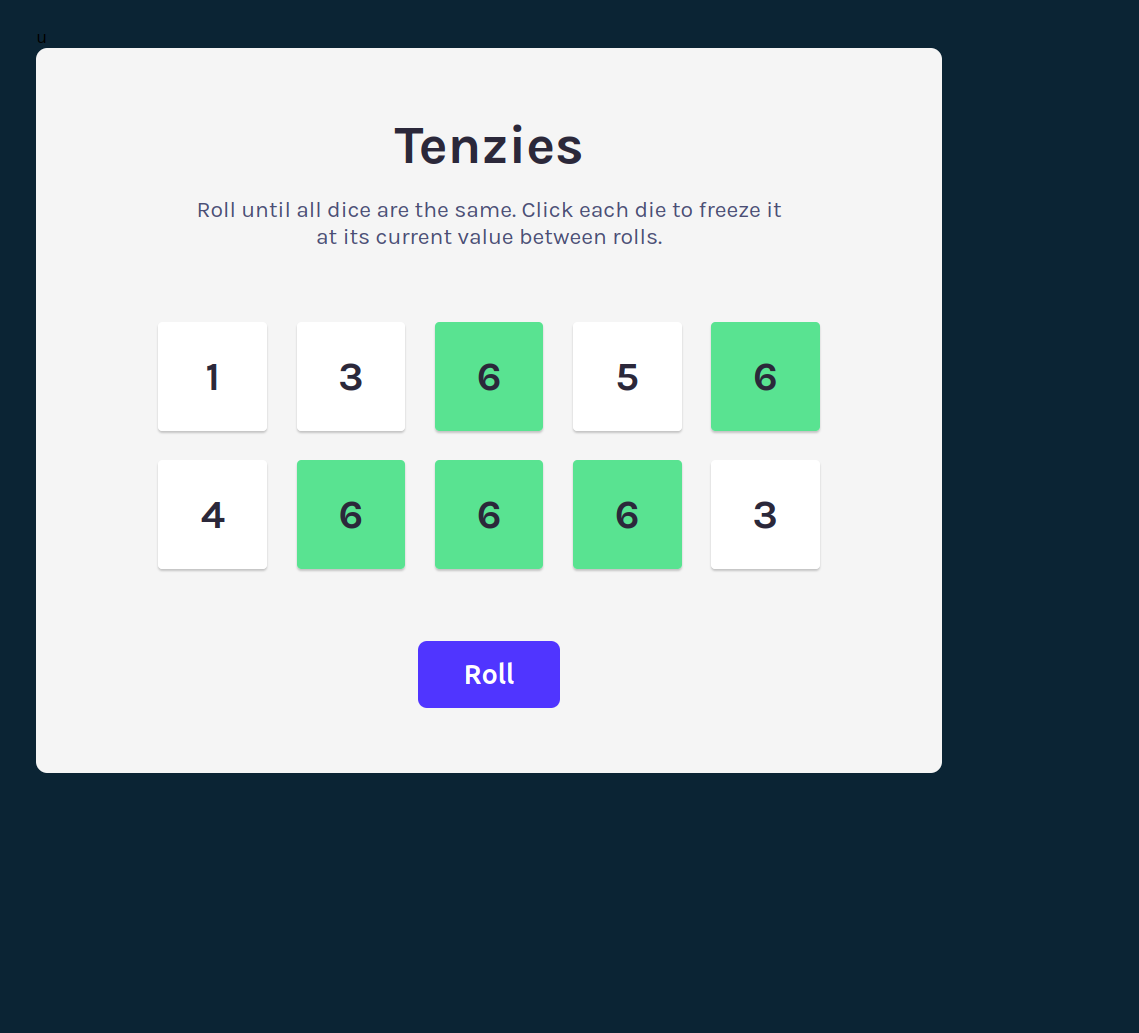 u
Tenzies
Roll until all dice are the same. Click each die to freeze it
at its current value between rolls.
1 3 6 5 6
4 6 6 6 3
Roll